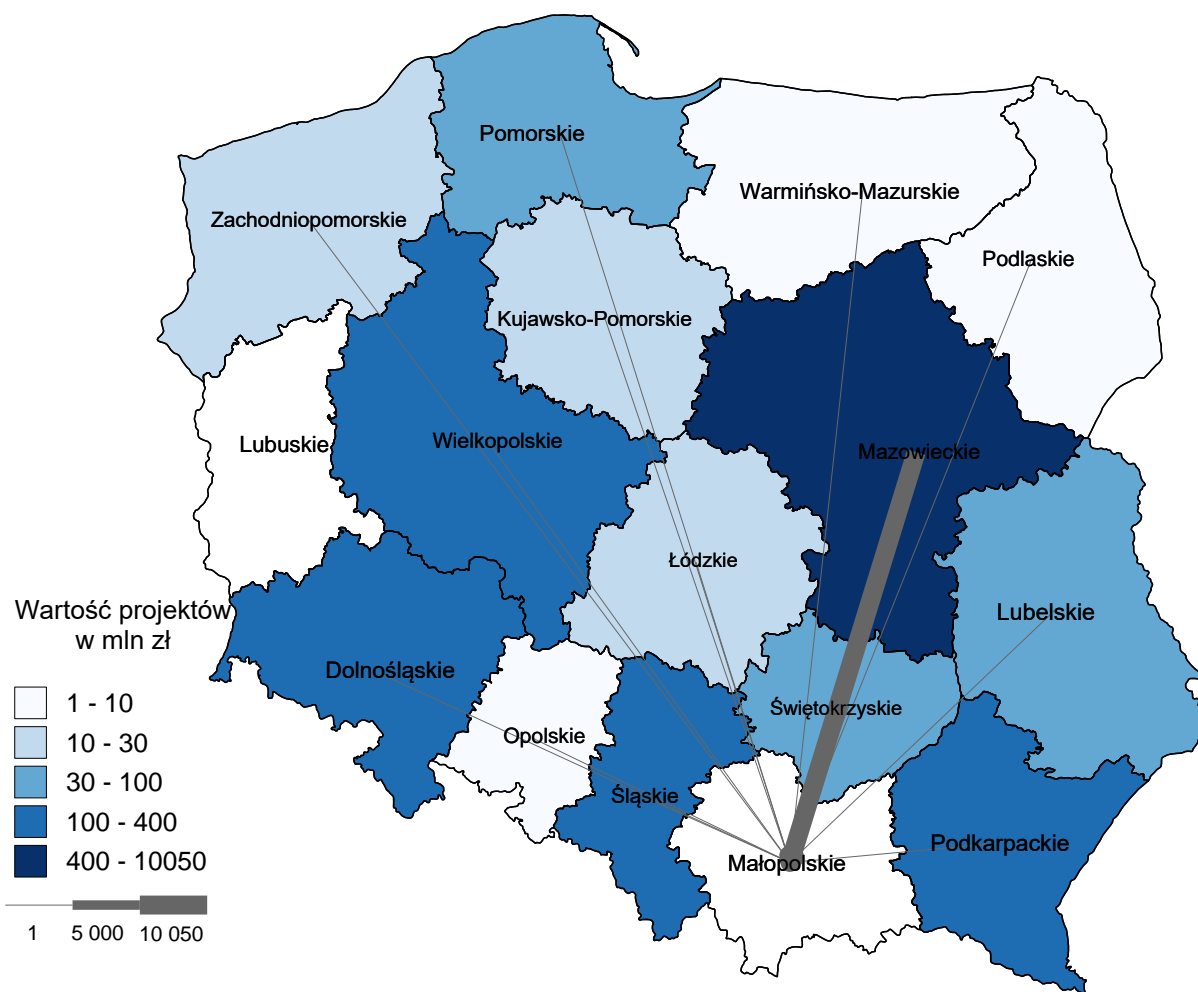 Pomorskie
Warmińsko-Mazurskie
Zachodniopomorskie
Podlaskie
Kujawsko-Pomorskie
Lubuskie
Wielkopolskie
Mazowieckie
Łódzkie
Lubelskie
Dolnośląskie
Świętokrzyskie
Opolskie
Śląskie
Podkarpackie
Małopolskie
Wartość projektów
w mln zł
1 - 10
10 - 30
30 - 100
100 - 400
400 - 10050
1 5 000 10 050